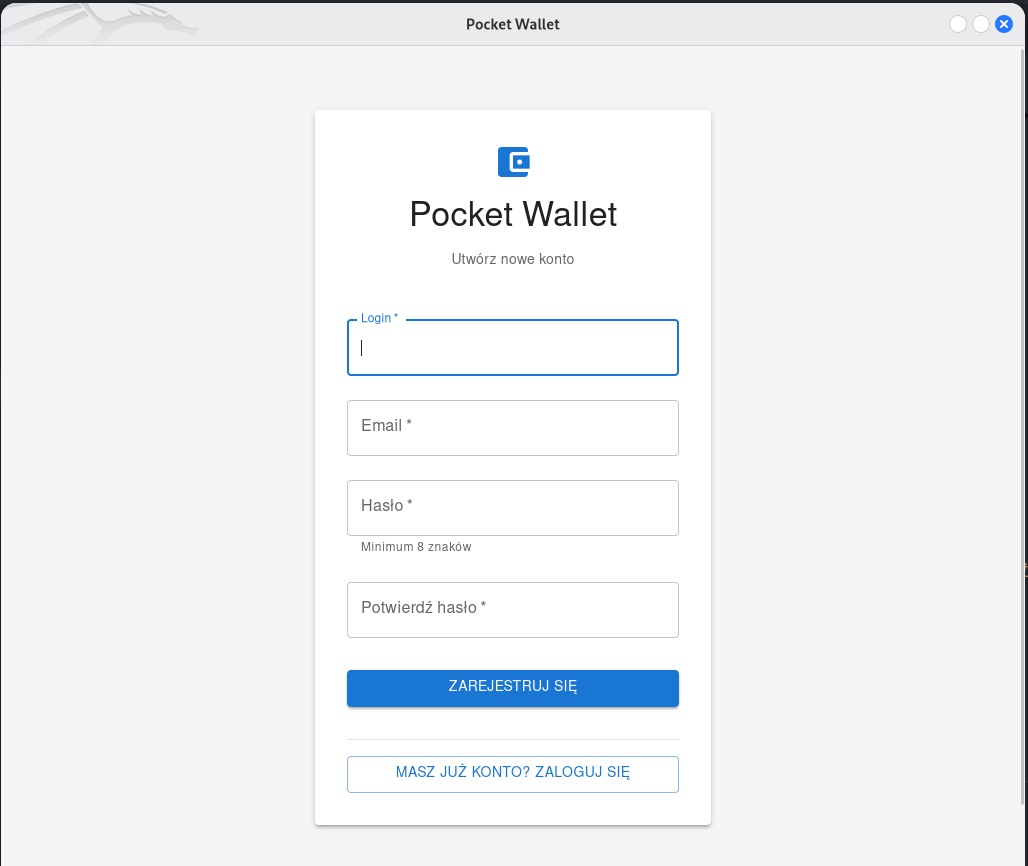 Pocket Wallet
Pocket Wallet
Utwórz nowe konto
Login *
Email *
Hasło *
Minimum 8 znaków
Potwierdź hasło *
ZAREJESTRUJ SIĘ
MASZ JUŻ KONTO? ZALOGUJ SIĘ